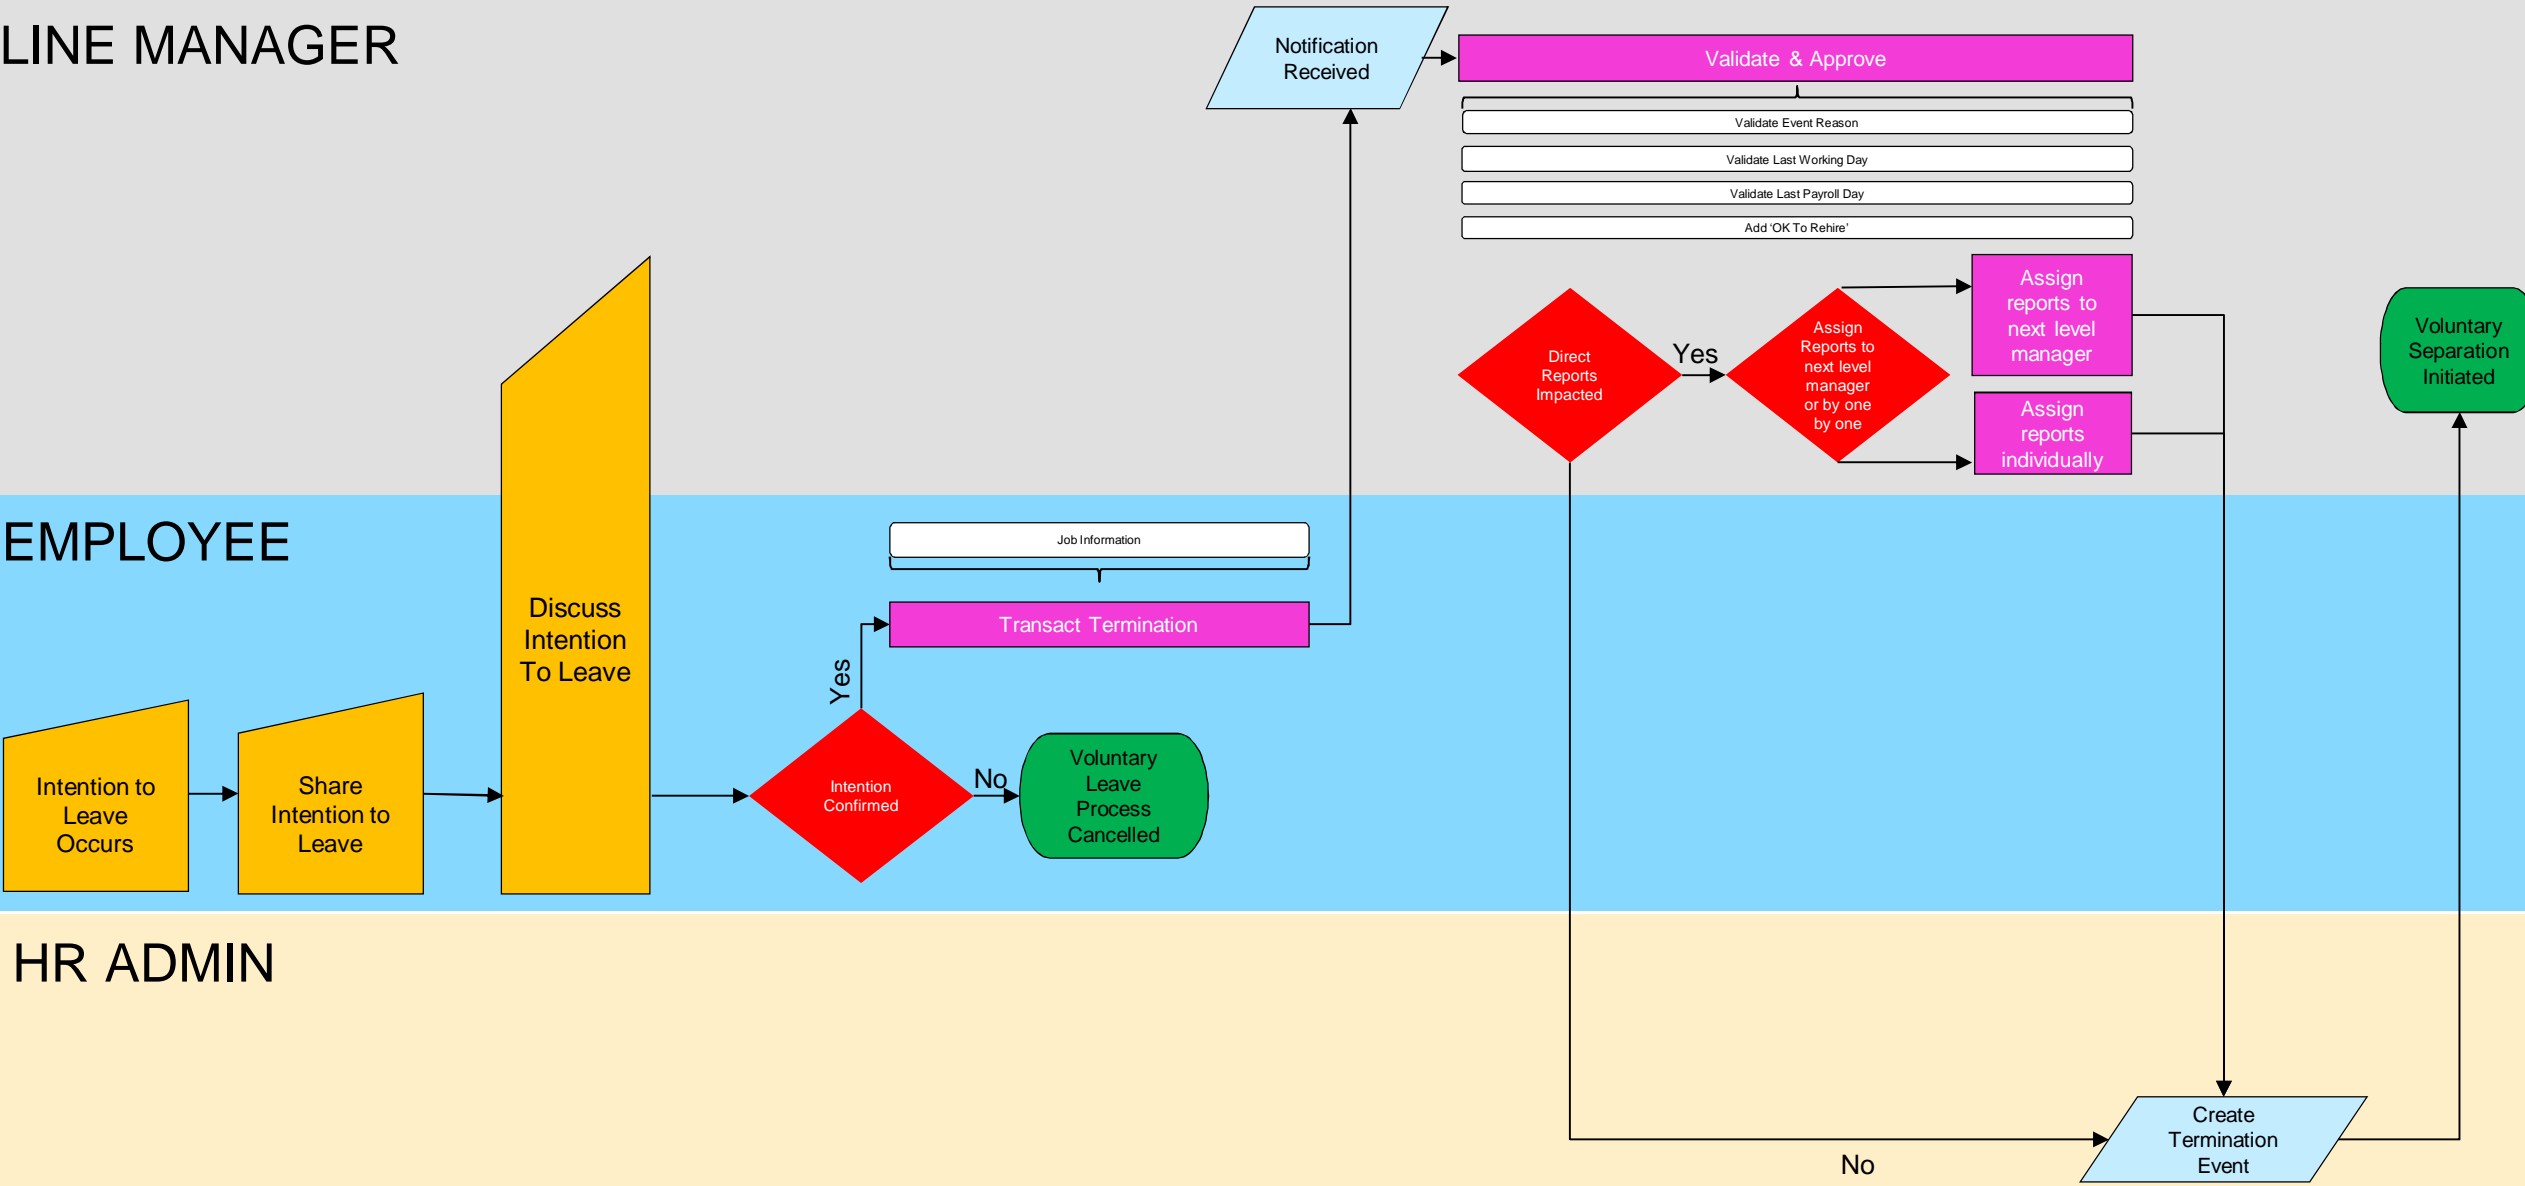 LINE MANAGER
Notification
Received
Validate & Approve
Validate Event Reason
Validate Last Working Day
Validate Last Payroll Day
Add ‘OK To Rehire’
Direct
Reports
Impacted
Yes
Assign
Reports to
next level
manager
or by one
by one
Assign
reports to
next level
manager
Assign
reports
individually
Voluntary
Separation
Initiated
EMPLOYEE
Intention to
Leave
Occurs
Share
Intention to
Leave
Discuss
Intention
To Leave
Intention
Confirmed
Yes
No
Job Information
Transact Termination
Voluntary
Leave
Process
Cancelled
HR ADMIN
No
Create
Termination
Event